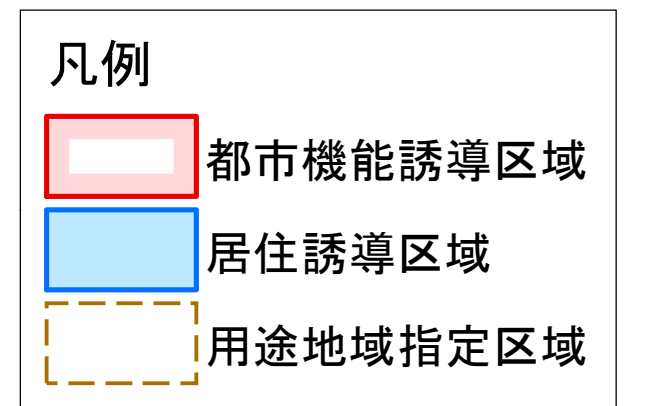 凡例
都市機能誘導区域
居住誘導区域
用途地域指定区域